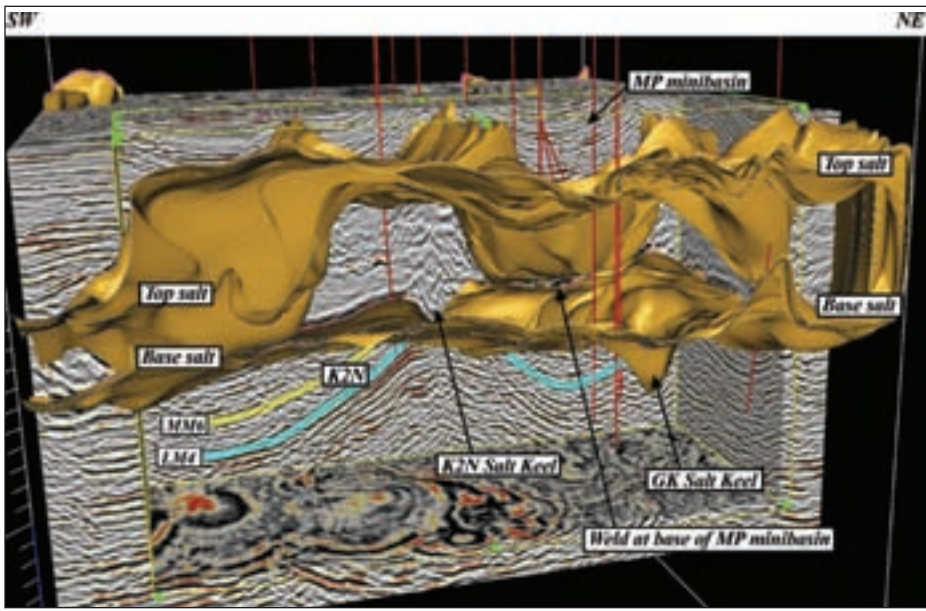 SW
NE
MP minibasin
Top salt
Top salt
Base salt
Base salt
K2N
MM6
LM4
K2N Salt Keel
GK Salt Keel
Weld at base of MP minibasin